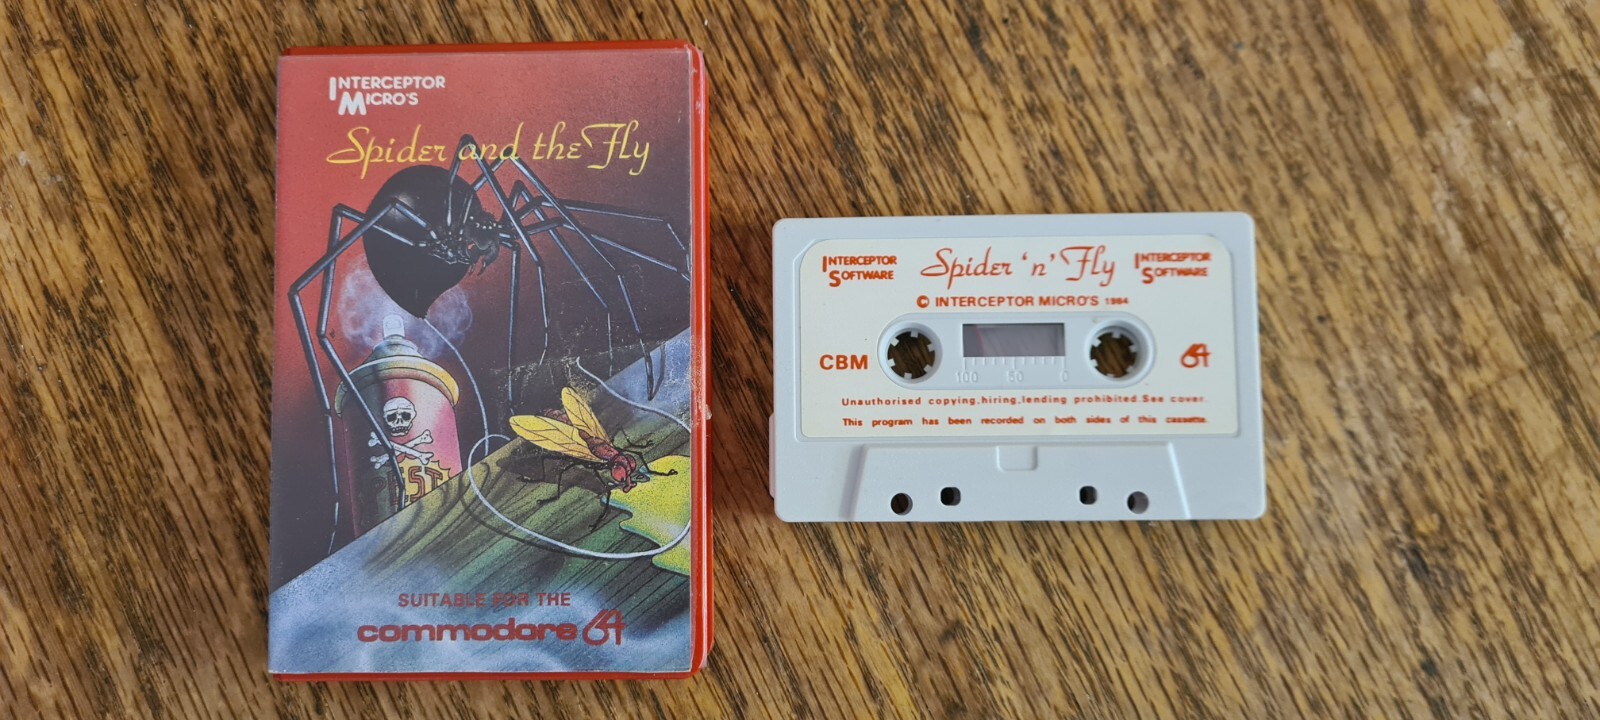 INTERCEPTOR
MICRO'S
Spider and the Fly
EST
SUITABLE FOR THE
commodore 64
INTERCEPTOR
SOFTWARE
Spider 'n' Fly
INTERCEPTOR
SOFTWARE
© INTERCEPTOR MICRO'S 1984
CBM
64
100 50 0
Unauthorised copying,hiring,lending prohibited.See cover.
This program has been recorded on both sides of this cassette.